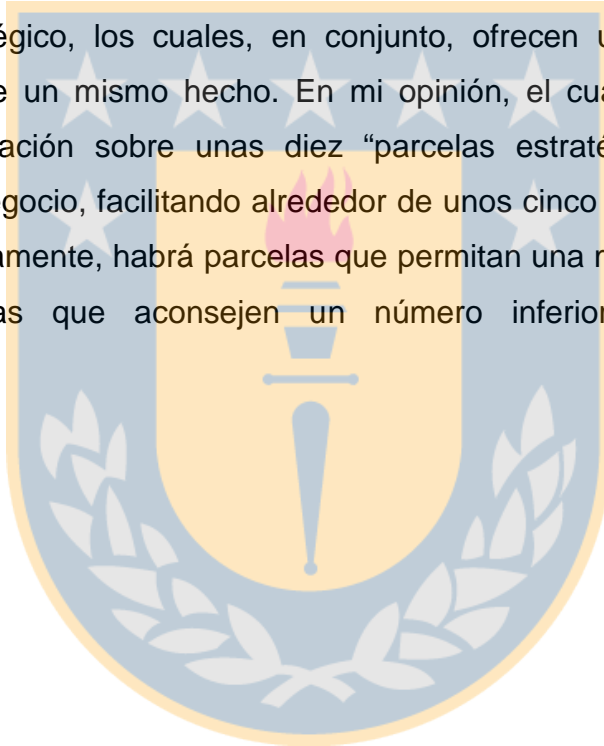 égico, los cuales, en conjunto, ofrecen u
e un mismo hecho. En mi opinión, el cua
ación sobre unas diez “parcelas estraté
egocio, facilitando alrededor de unos cinco
amente, habrá parcelas que permitan una
as que aconsejen un número inferior